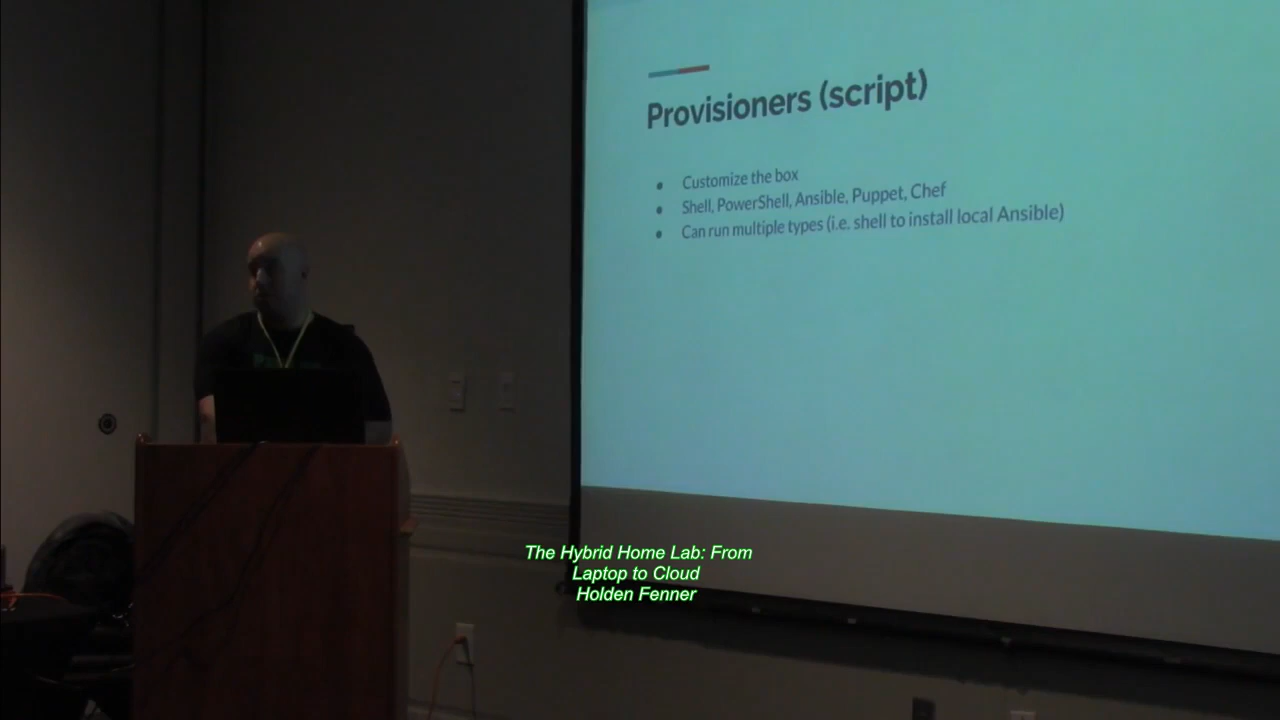 Provisioners (script)
Customize the box
Shell, PowerShell, Ansible, Puppet, Chef
Can run multiple types (i.e. shell to install local Ansible)
The Hybrid Home Lab: From
Laptop to Cloud
Holden Fenner